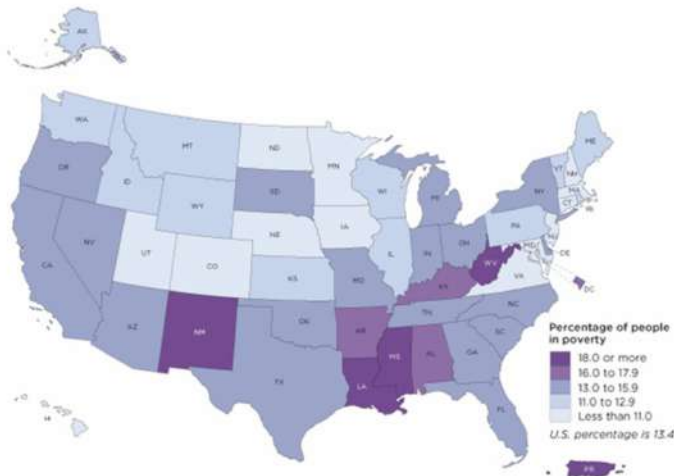 AK
WA
MT
ND
MN
ME
VT
NH
OR
ID
WY
SD
WI
MI
NY
MA
CT
RI
NE
IA
PA
NJ
NV
UT
CO
KS
IL
IN
OH
MD
DE
DC
WV
VA
CA
MO
KY
AZ
NM
OK
AR
TN
NC
SC
TX
LA
MS
AL
GA
FL
HI
Percentage of people
in poverty
18.0 or more
16.0 to 17.9
13.0 to 15.9
11.0 to 12.9
Less than 11.0
U.S. percentage is 13.4
PR